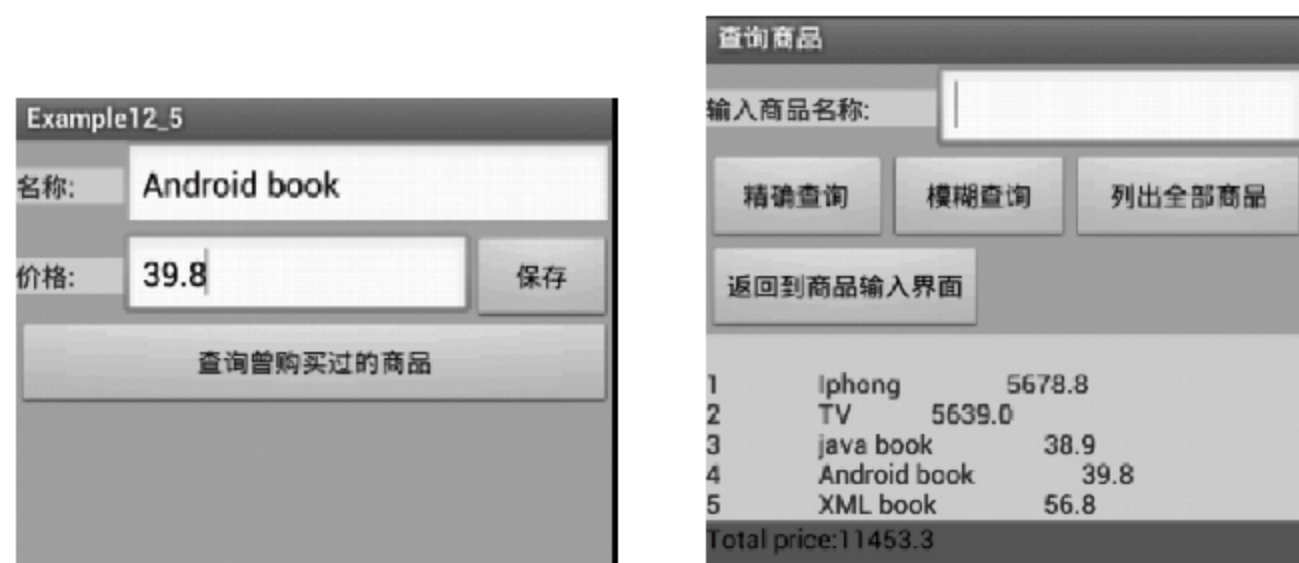 Example12_5
名称: Android book
价格: 39.8 保存
查询曾购买过的商品
查询商品
输入商品名称:
精确查询 模糊查询 列出全部商品
返回到商品输入界面
1 Iphong 5678.8
2 TV 5639.0
3 java book 38.9
4 Android book 39.8
5 XML book 56.8
Total price:11453.3